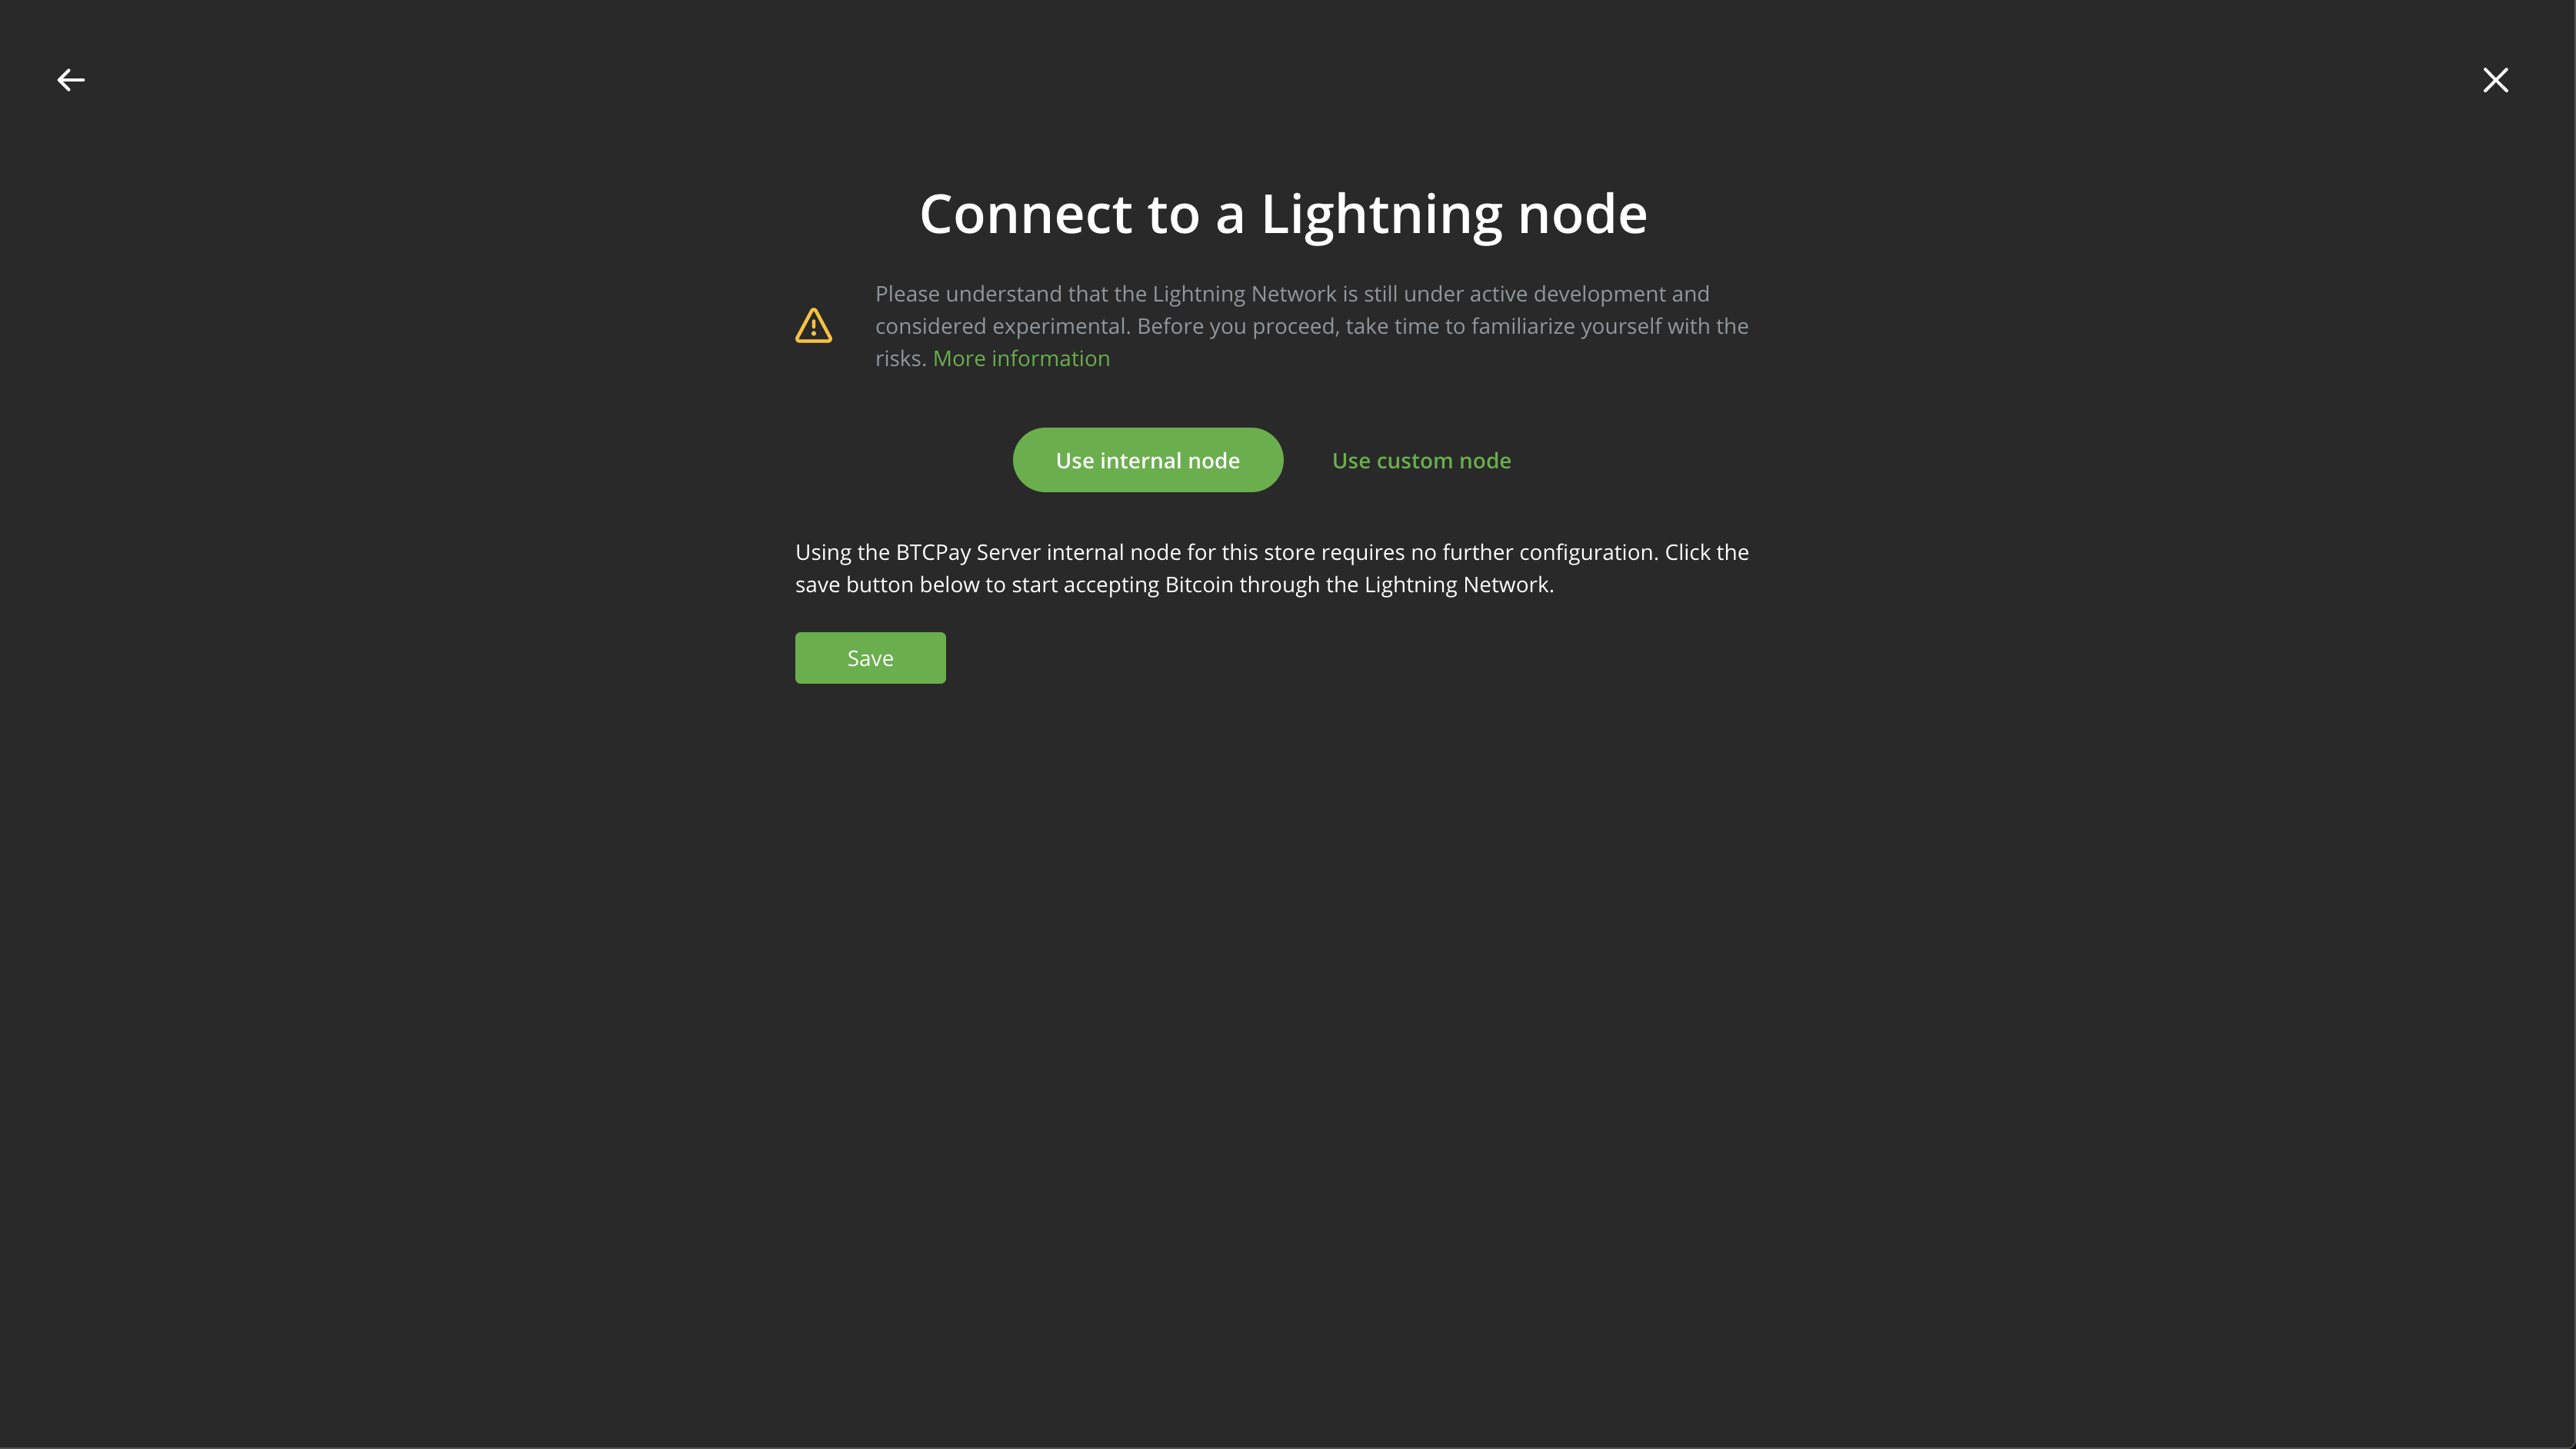 Connect to a Lightning node
Please understand that the Lightning Network is still under active development and
considered experimental. Before you proceed, take time to familiarize yourself with the
risks. More information
Use internal node
Use custom node
Using the BTCPay Server internal node for this store requires no further configuration. Click the
save button below to start accepting Bitcoin through the Lightning Network.
Save